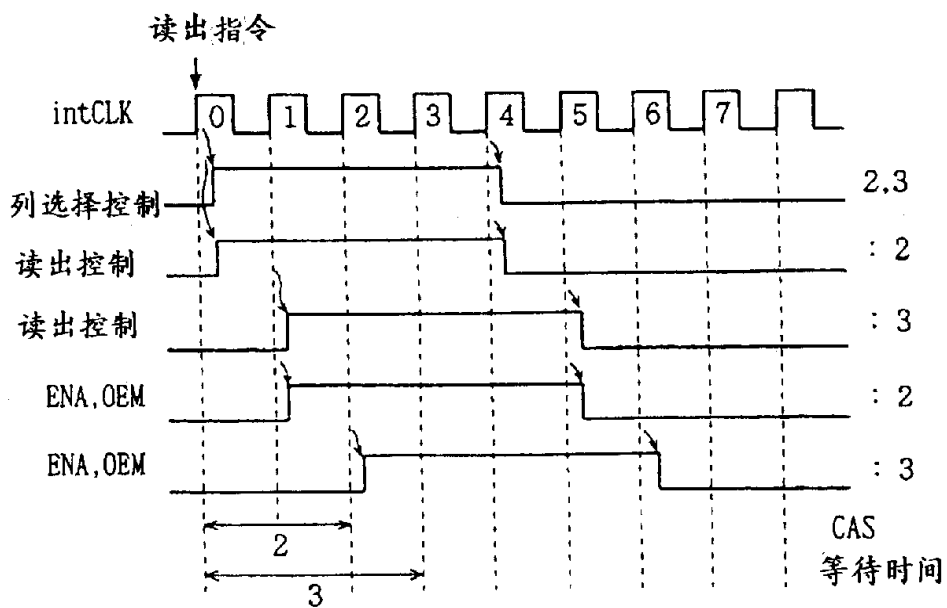 读出指令
intCLK 0 1 2 3 4 5 6 7
列选择控制 2,3
读出控制 : 2
读出控制 : 3
ENA,OEM : 2
ENA,OEM : 3
2
3
CAS
等待时间